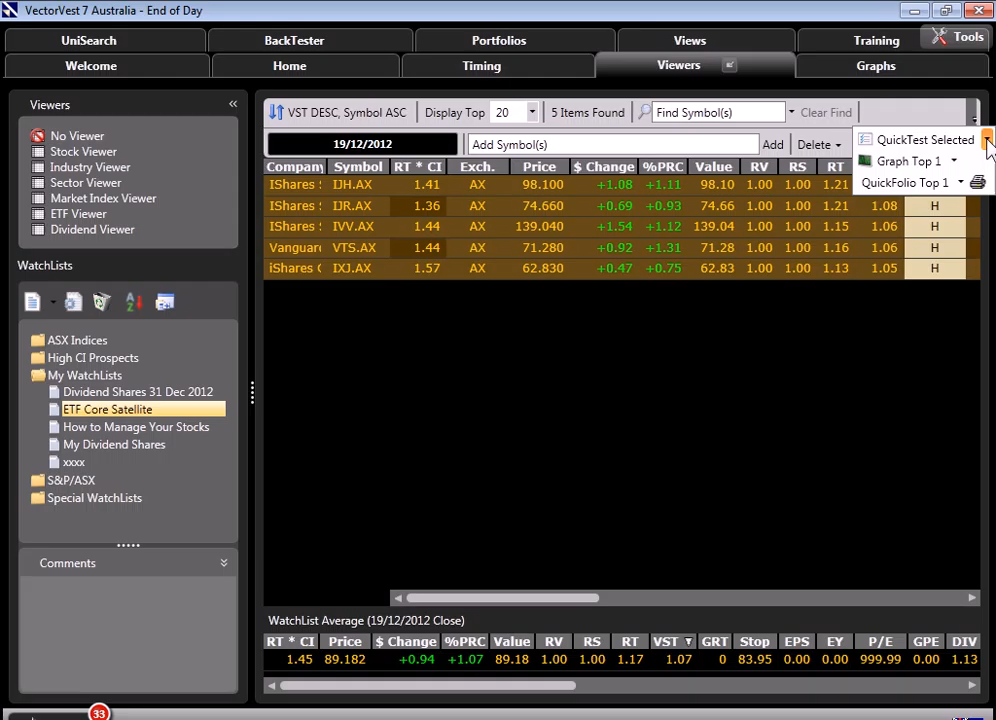 VectorVest 7 Australia - End of Day
UniSearch BackTester Portfolios Views Training Tools
Welcome Home Timing Viewers Graphs
Viewers
No Viewer
Stock Viewer
Industry Viewer
Sector Viewer
Market Index Viewer
ETF Viewer
Dividend Viewer
WatchLists
ASX Indices
High CI Prospects
My WatchLists
Dividend Shares 31 Dec 2012
ETF Core Satellite
How to Manage Your Stocks
My Dividend Shares
xxxx
S&P/ASX
Special WatchLists
Comments
VST DESC, Symbol ASC Display Top 20 5 Items Found Find Symbol(s) Clear Find
19/12/2012 Add Symbol(s) Add Delete
QuickTest Selected
Graph Top 1
QuickFolio Top 1
Company Symbol RT * CI Exch. Price $ Change %PRC Value RV RS RT
IShares S IJH.AX 1.41 AX 98.100 +1.08 +1.11 98.10 1.00 1.00 1.21
IShares S IJR.AX 1.36 AX 74.660 +0.69 +0.93 74.66 1.00 1.00 1.21 1.08 H
IShares S IVV.AX 1.44 AX 139.040 +1.54 +1.12 139.04 1.00 1.00 1.15 1.06 H
Vanguar VTS.AX 1.44 AX 71.280 +0.92 +1.31 71.28 1.00 1.00 1.16 1.06 H
iShares IXJ.AX 1.57 AX 62.830 +0.47 +0.75 62.83 1.00 1.00 1.13 1.05 H
WatchList Average (19/12/2012 Close)
RT * CI Price $ Change %PRC Value RV RS RT VST GRT Stop EPS EY P/E GPE DIV
1.45 89.182 +0.94 +1.07 89.18 1.00 1.00 1.17 1.07 0 83.95 0.00 0.00 999.99 0.00 1.13
33